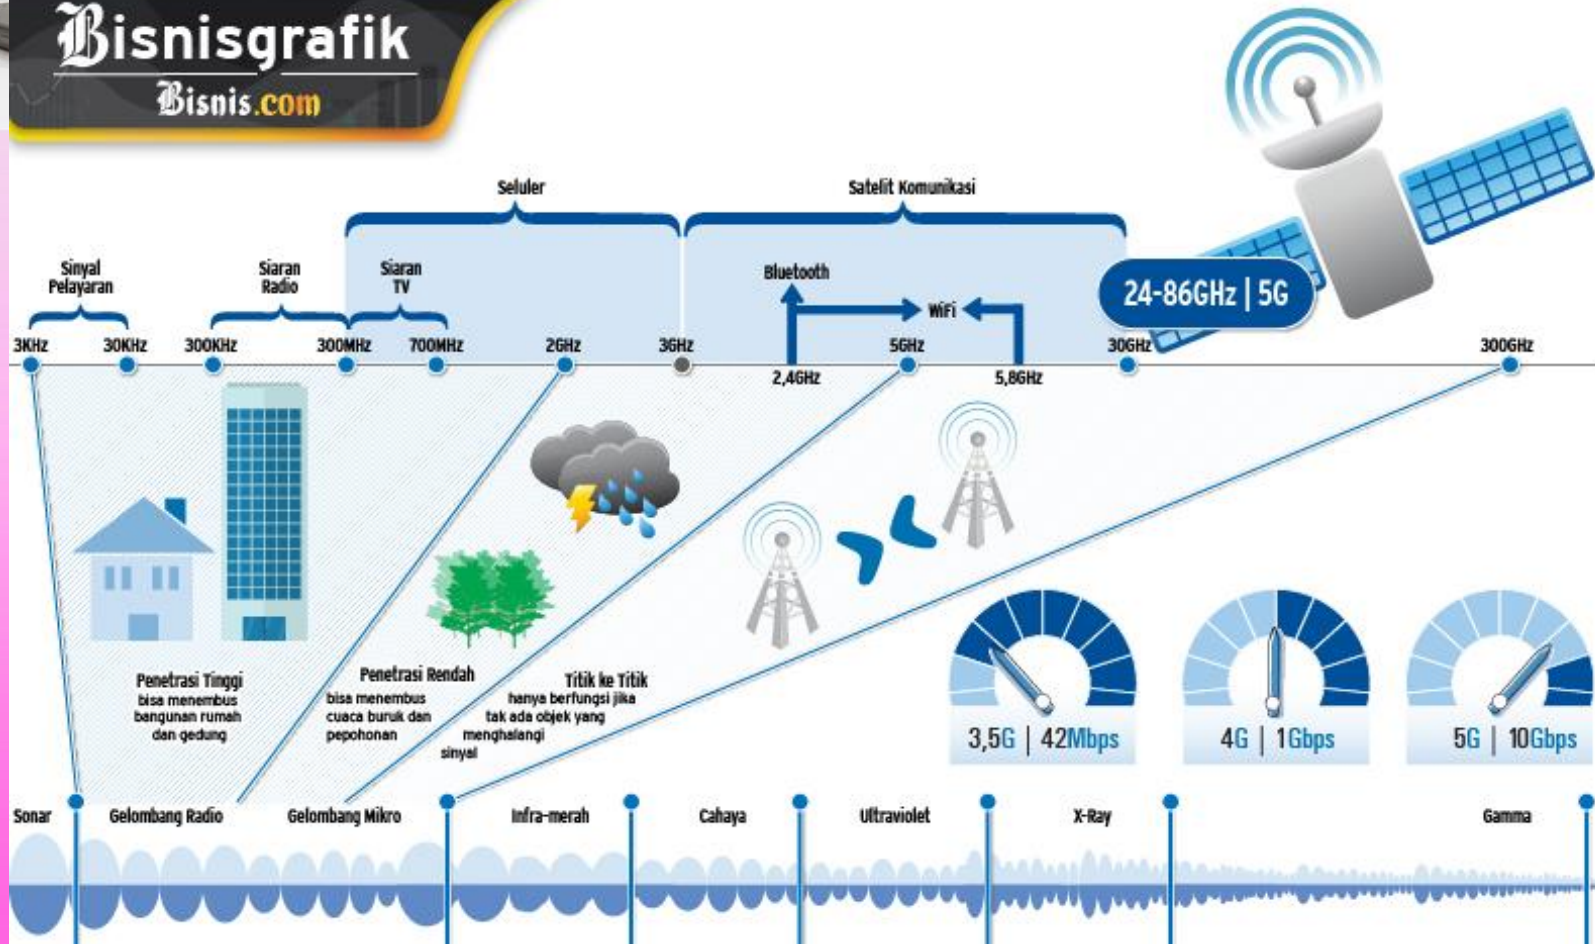 Bisnisgrafik
Bisnis.com
Seluler
Satelit Komunikasi
Sinyal
Pelayaran
Siaran
Radio
Siaran
TV
Bluetooth
WiFi
24-86GHz | 5G
3KHz
30KHz
300KHz
300MHz
700MHz
2GHz
3GHz
5GHz
30GHz
300GHz
2,4GHz
5,8GHz
Penetrasi Tinggi
bisa menembus
bangunan rumah
dan gedung
Penetrasi Rendah
bisa menembus
cuaca buruk dan
pepohonan
Titik ke Titik
hanya berfungsi jika
tak ada objek yang
menghalangi
sinyal
3,5G | 42Mbps
4G | 1Gbps
5G | 10Gbps
Sonar
Gelombang Radio
Gelombang Mikro
Infra-merah
Cahaya
Ultraviolet
X-Ray
Gamma